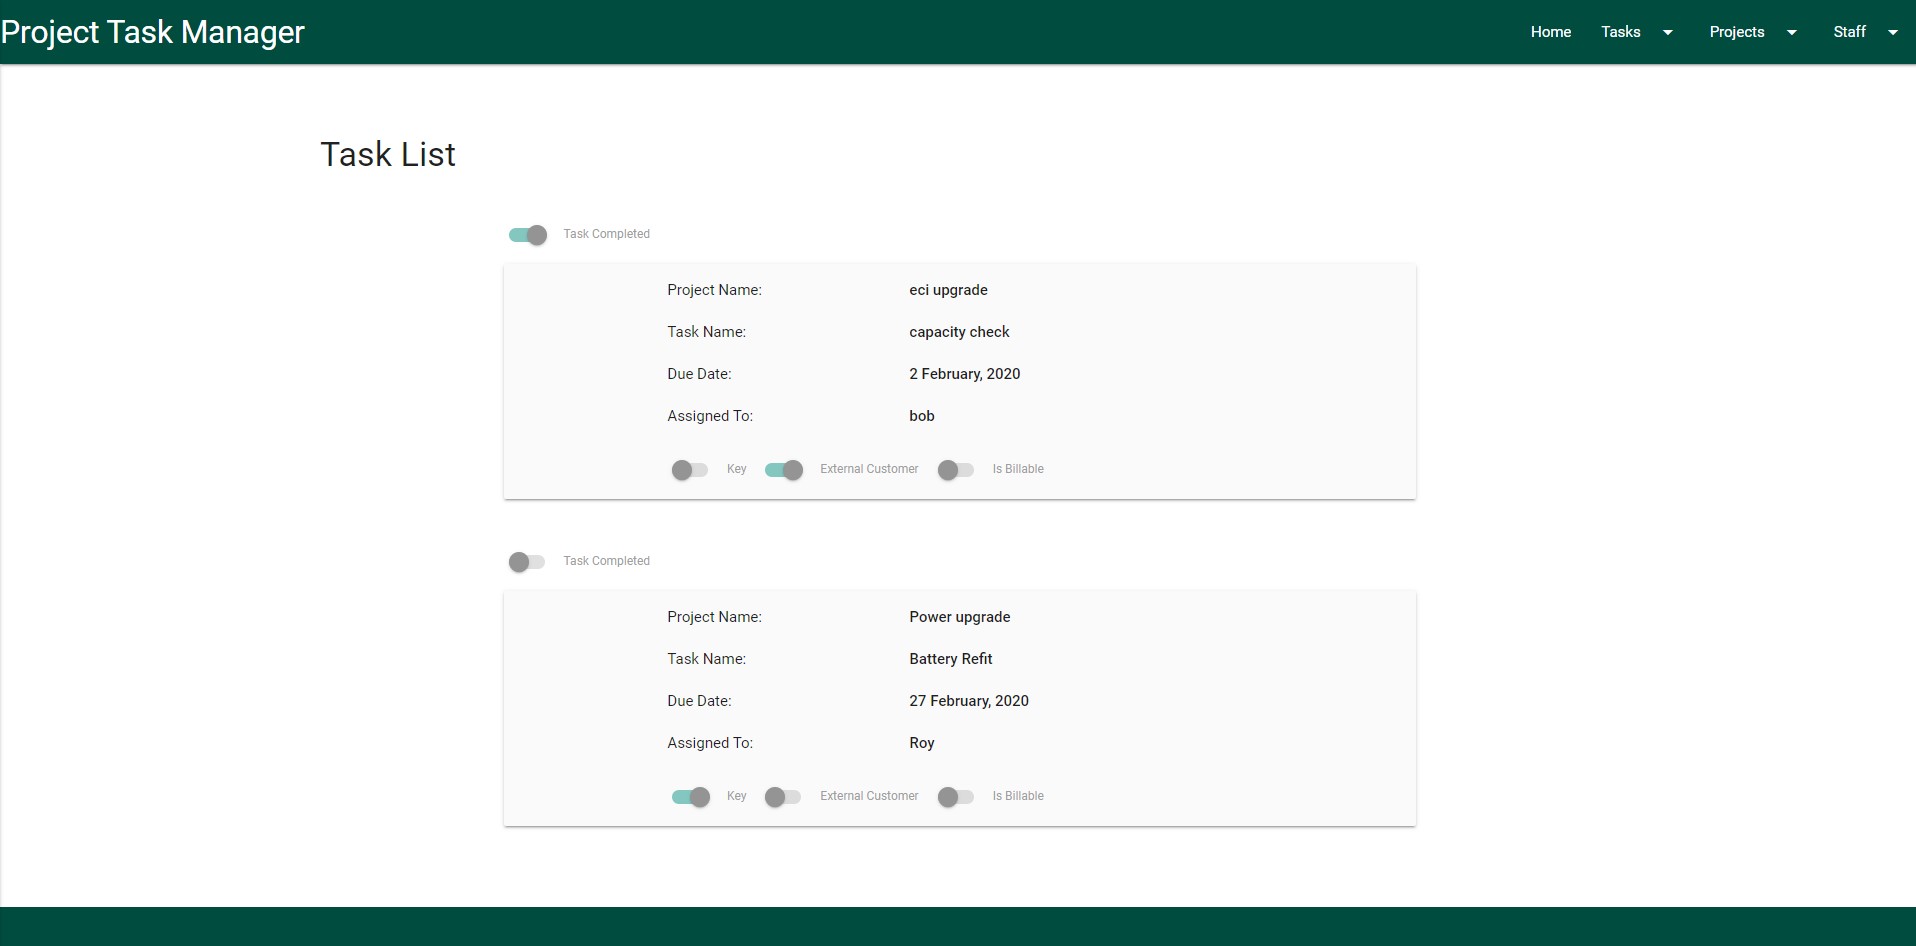 Project Task Manager
Home Tasks Projects Staff
Task List
Task Completed
Project Name: eci upgrade
Task Name: capacity check
Due Date: 2 February, 2020
Assigned To: bob
Key External Customer Is Billable
Task Completed
Project Name: Power upgrade
Task Name: Battery Refit
Due Date: 27 February, 2020
Assigned To: Roy
Key External Customer Is Billable